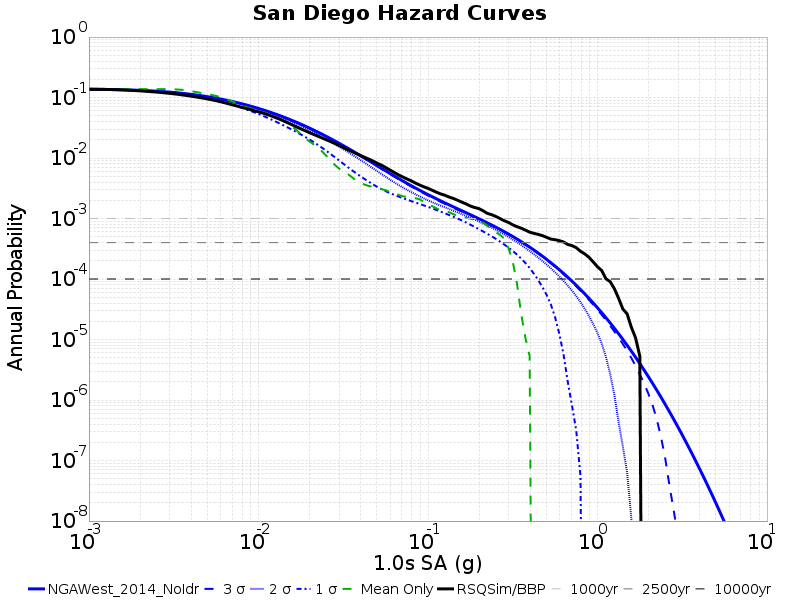 San Diego Hazard Curves
Annual Probability
10^0
10^-1
10^-2
10^-3
10^-4
10^-5
10^-6
10^-7
10^-8
10^-3 10^-2 10^-1 10^0 10^1
1.0s SA (g)
NGAWest_2014_NoIdr 3 σ 2 σ 1 σ Mean Only RSQSim/BBP 1000yr 2500yr 10000yr